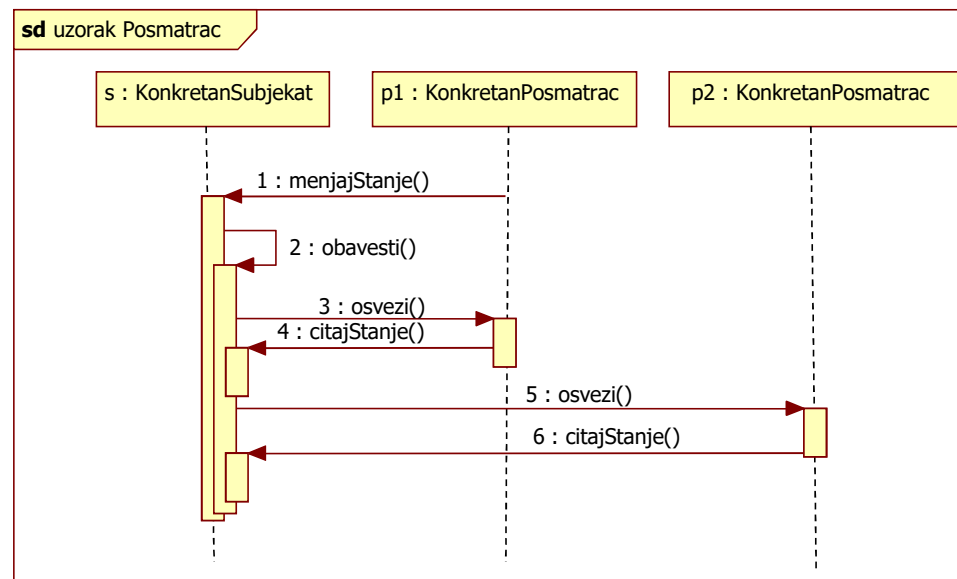 sd uzorak Posmatrac
s : KonkretanSubjekat
p1 : KonkretanPosmatrac
p2 : KonkretanPosmatrac
1 : menjajStanje()
2 : obavesti()
3 : osvezi()
4 : citajStanje()
5 : osvezi()
6 : citajStanje()